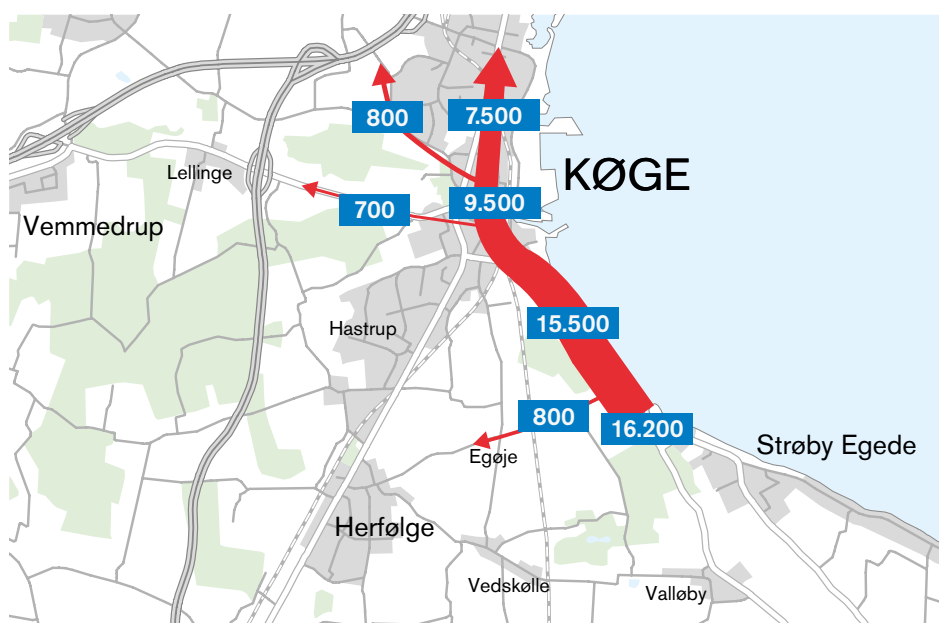 800
7.500
KØGE
Lellinge
9.500
700
Vemmedrup
15.500
Hastrup
800
16.200
Strøby Egede
Egøje
Herfølge
Vedskølle
Valløby